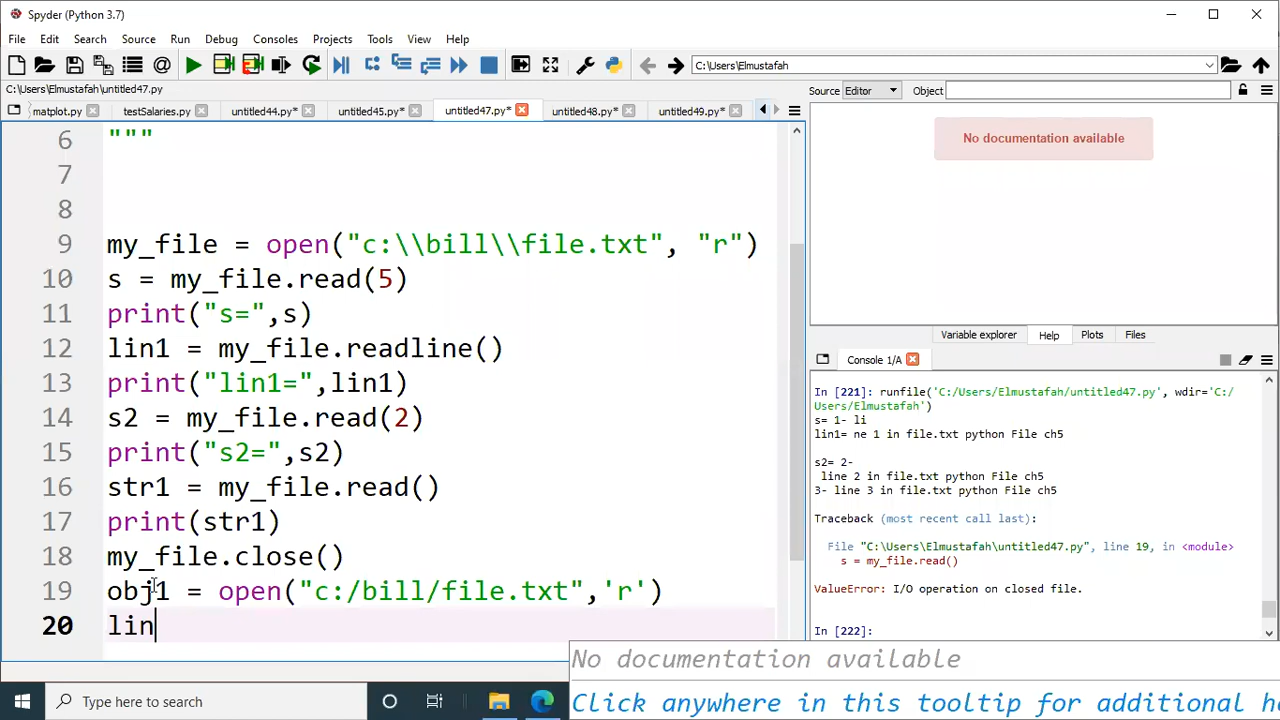 Spyder (Python 3.7)
File Edit Search Source Run Debug Consoles Projects Tools View Help
C:\Users\Elmustafah
C:\Users\Elmustafah\untitled47.py
Source Editor Object
matplot.py testSalaries.py untitled44.py* untitled45.py* untitled47.py* untitled48.py* untitled49.py*
6 """
7
8
9 my_file = open("c:\\bill\\file.txt", "r")
10 s = my_file.read(5)
11 print("s=",s)
12 lin1 = my_file.readline()
13 print("lin1=",lin1)
14 s2 = my_file.read(2)
15 print("s2=",s2)
16 str1 = my_file.read()
17 print(str1)
18 my_file.close()
19 obj1 = open("c:/bill/file.txt",'r')
20 lin
No documentation available
Variable explorer Help Plots Files
Console 1/A
In [221]: runfile('C:/Users/Elmustafah/untitled47.py', wdir='C:/
Users/Elmustafah')
s= 1- li
lin1= ne 1 in file.txt python File ch5
s2= 2-
line 2 in file.txt python File ch5
3- line 3 in file.txt python File ch5
Traceback (most recent call last):
File "C:\Users\Elmustafah\untitled47.py", line 19, in <module>
s = my_file.read()
ValueError: I/O operation on closed file.
In [222]:
No documentation available
Click anywhere in this tooltip for additional
Type here to search